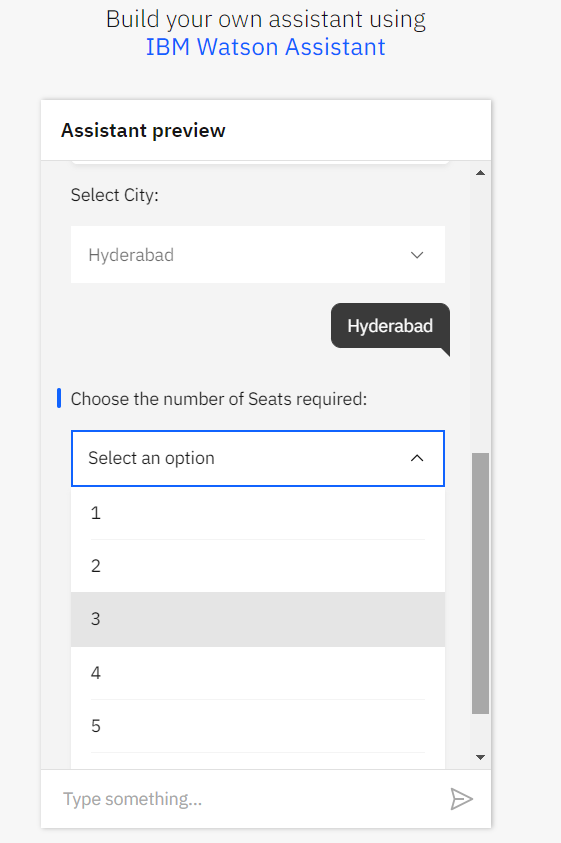 Build your own assistant using
IBM Watson Assistant
Assistant preview
Select City:
Hyderabad
Hyderabad
Choose the number of Seats required:
Select an option
1
2
3
4
5
Type something...